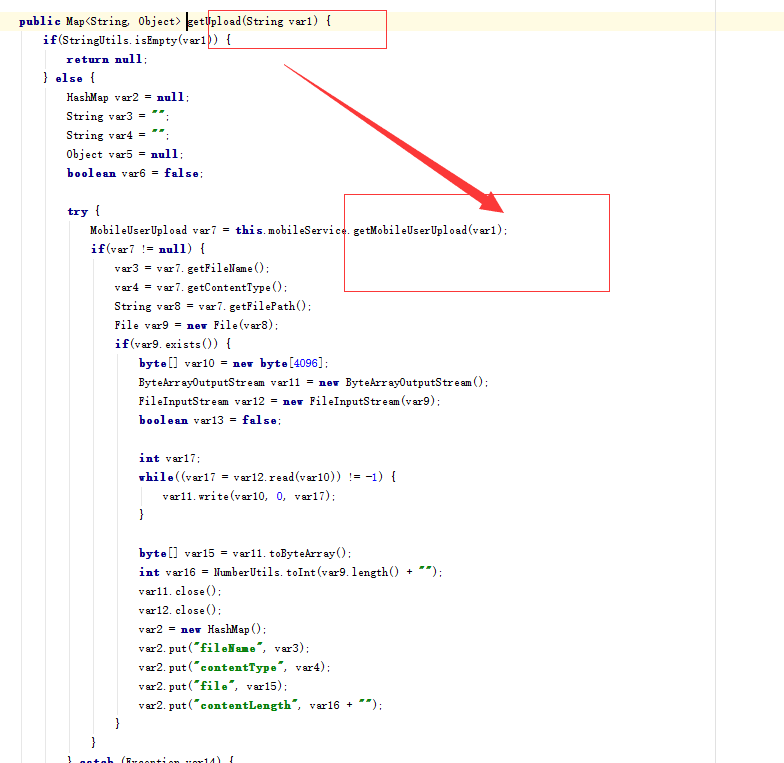 public Map<String, Object> getUpload(String var1) {
if(StringUtils.isEmpty(var1)) {
return null;
} else {
HashMap var2 = null;
String var3 = "";
String var4 = "";
Object var5 = null;
boolean var6 = false;
try {
MobileUserUpload var7 = this.mobileService.getMobileUserUpload(var1);
if(var7 != null) {
var3 = var7.getFileName();
var4 = var7.getContentType();
String var8 = var7.getFilePath();
File var9 = new File(var8);
if(var9.exists()) {
byte[] var10 = new byte[4096];
ByteArrayOutputStream var11 = new ByteArrayOutputStream();
FileInputStream var12 = new FileInputStream(var9);
boolean var13 = false;
int var17;
while((var17 = var12.read(var10)) != -1) {
var11.write(var10, 0, var17);
}
byte[] var15 = var11.toByteArray();
int var16 = NumberUtils.toInt(var9.length() + "");
var11.close();
var12.close();
var2 = new HashMap();
var2.put("fileName", var3);
var2.put("contentType", var4);
var2.put("file", var15);
var2.put("contentLength", var16 + "");
}
}
} catch (Exception var14) {